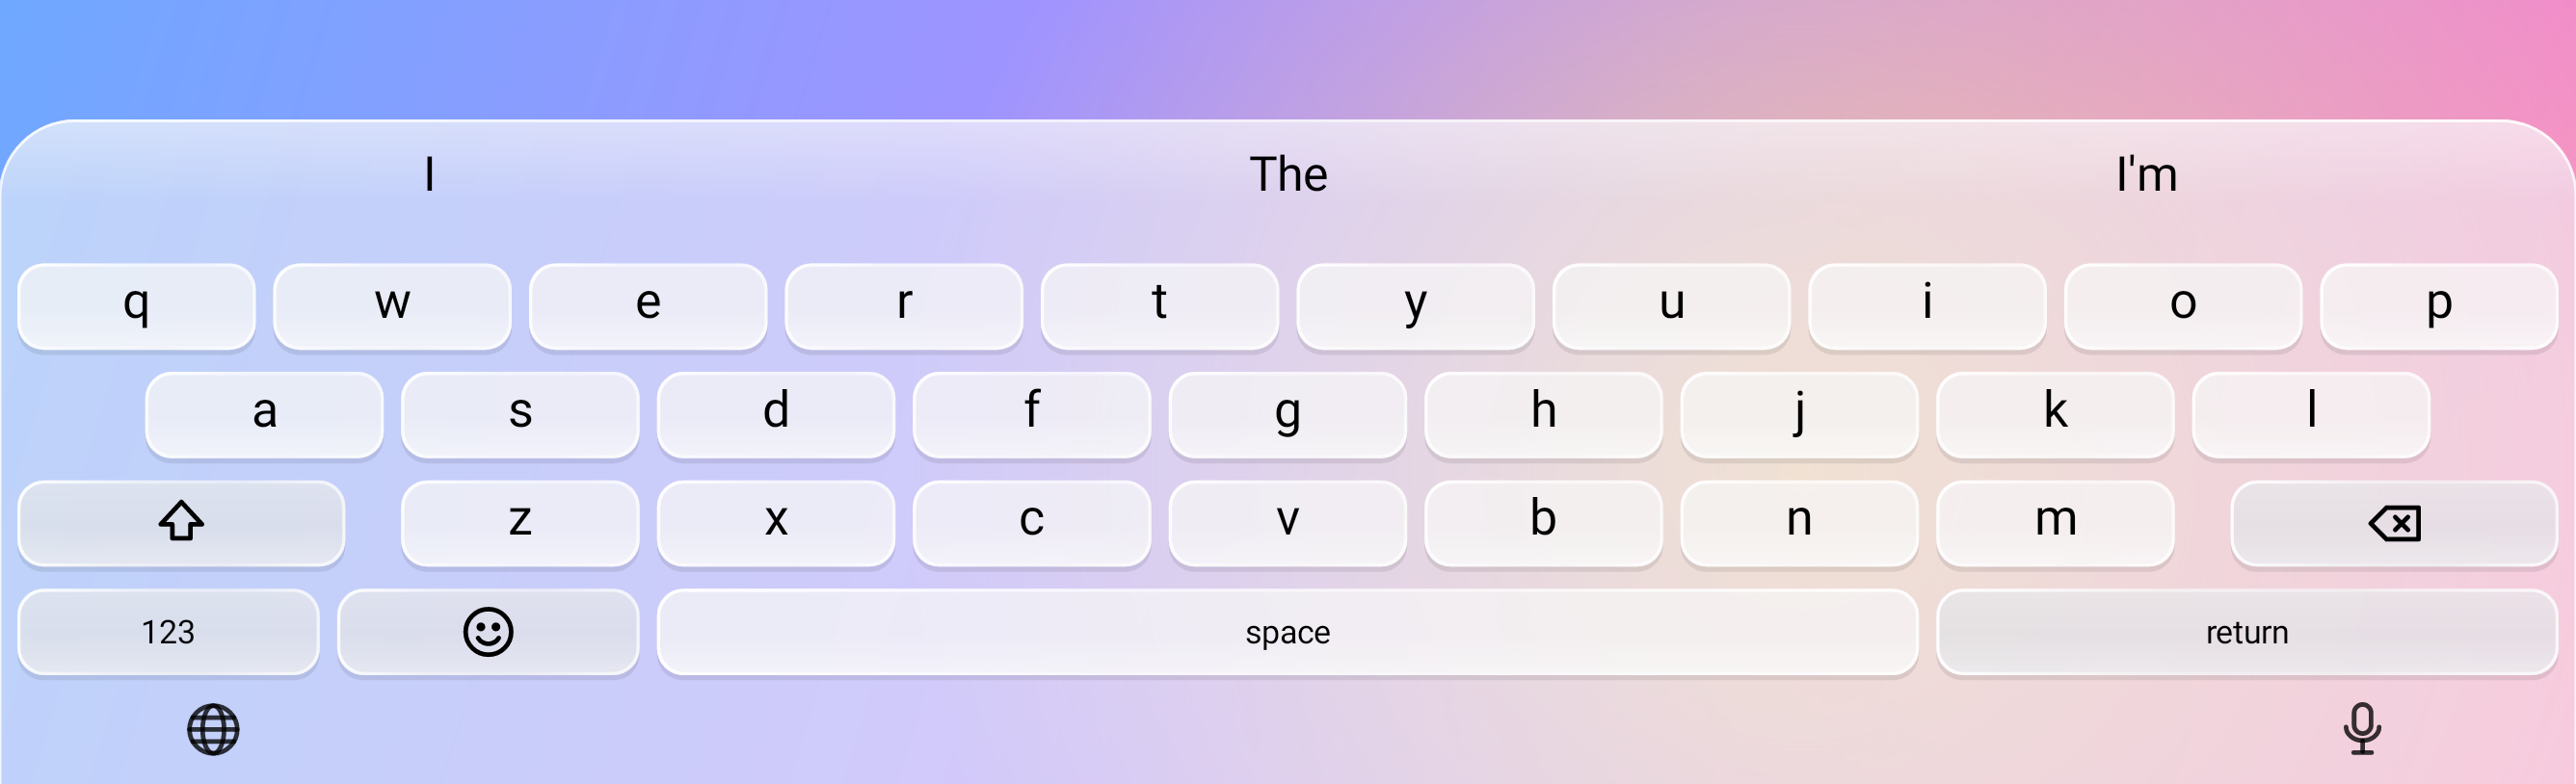 I The I'm
q w e r t y u i o p
a s d f g h j k l
z x c v b n m
123 space return